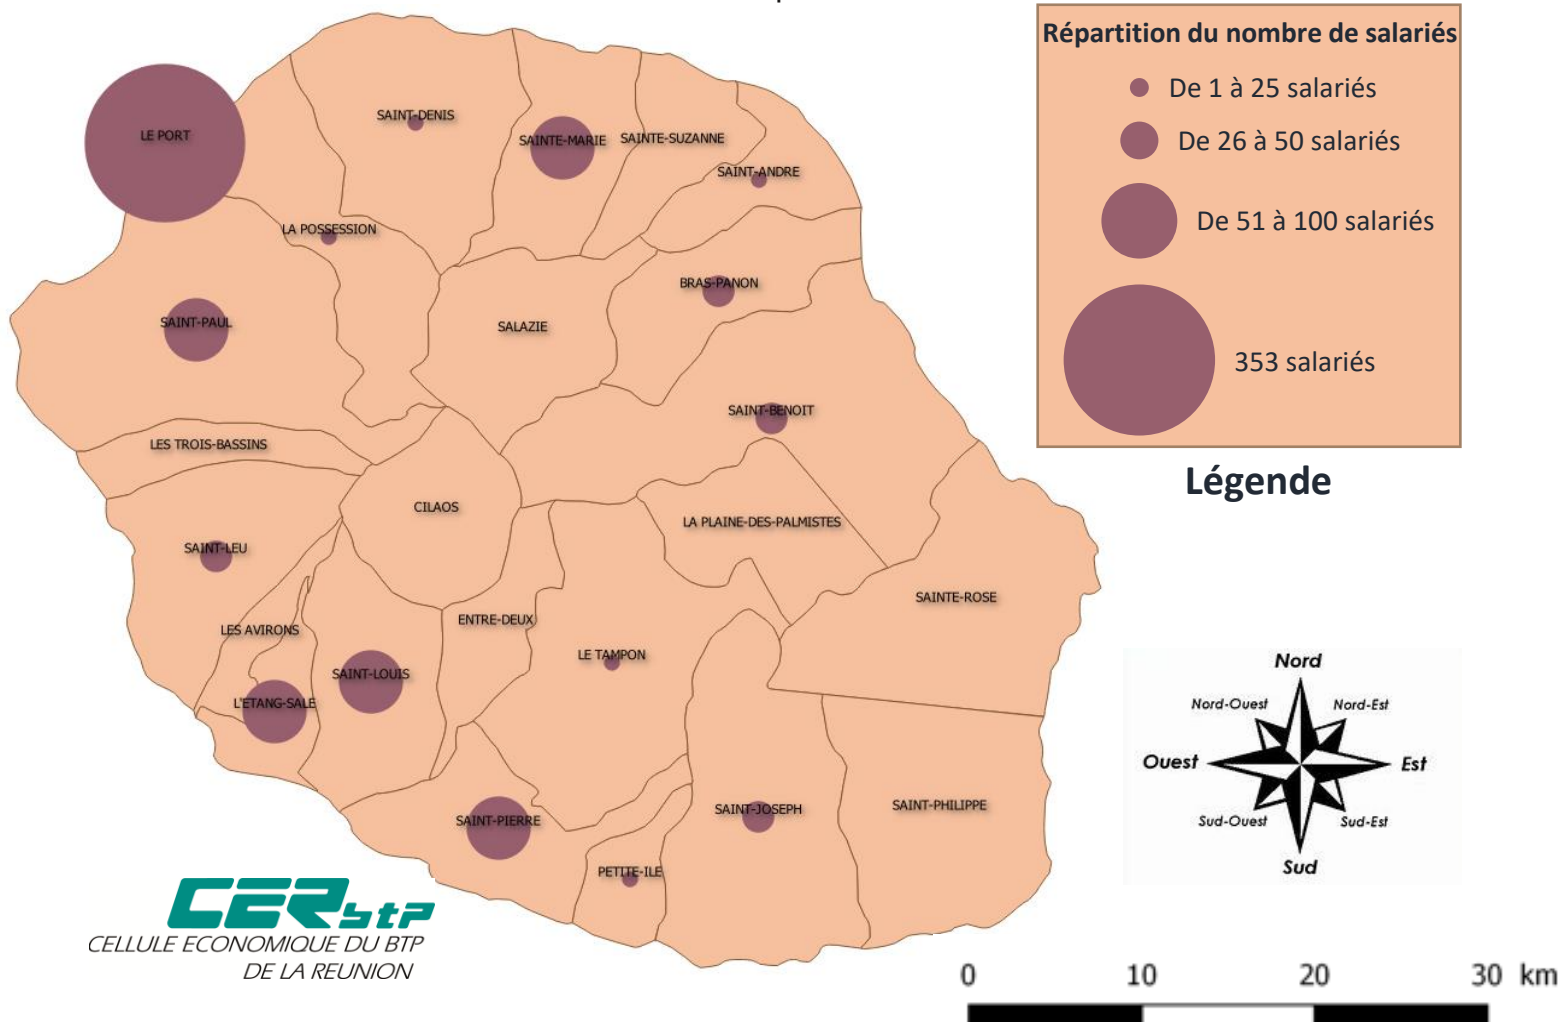 Répartition du nombre de salariés
De 1 à 25 salariés
De 26 à 50 salariés
De 51 à 100 salariés
353 salariés
Légende
LE PORT
SAINT-DENIS
SAINTE-MARIE
SAINTE-SUZANNE
SAINT-ANDRE
LA POSSESSION
BRAS-PANON
SAINT-PAUL
SALAZIE
SAINT-BENOIT
LES TROIS-BASSINS
CILAOS
LA PLAINE-DES-PALMISTES
SAINT-LEU
SAINTE-ROSE
LES AVIRONS
ENTRE-DEUX
LE TAMPON
SAINT-LOUIS
L'ETANG-SALE
SAINT-PIERRE
SAINT-JOSEPH
SAINT-PHILIPPE
PETITE-ILE
Nord
Nord-Ouest
Nord-Est
Ouest
Est
Sud-Ouest
Sud-Est
Sud
CERbtp
CELLULE ECONOMIQUE DU BTP
DE LA REUNION
0 10 20 30 km